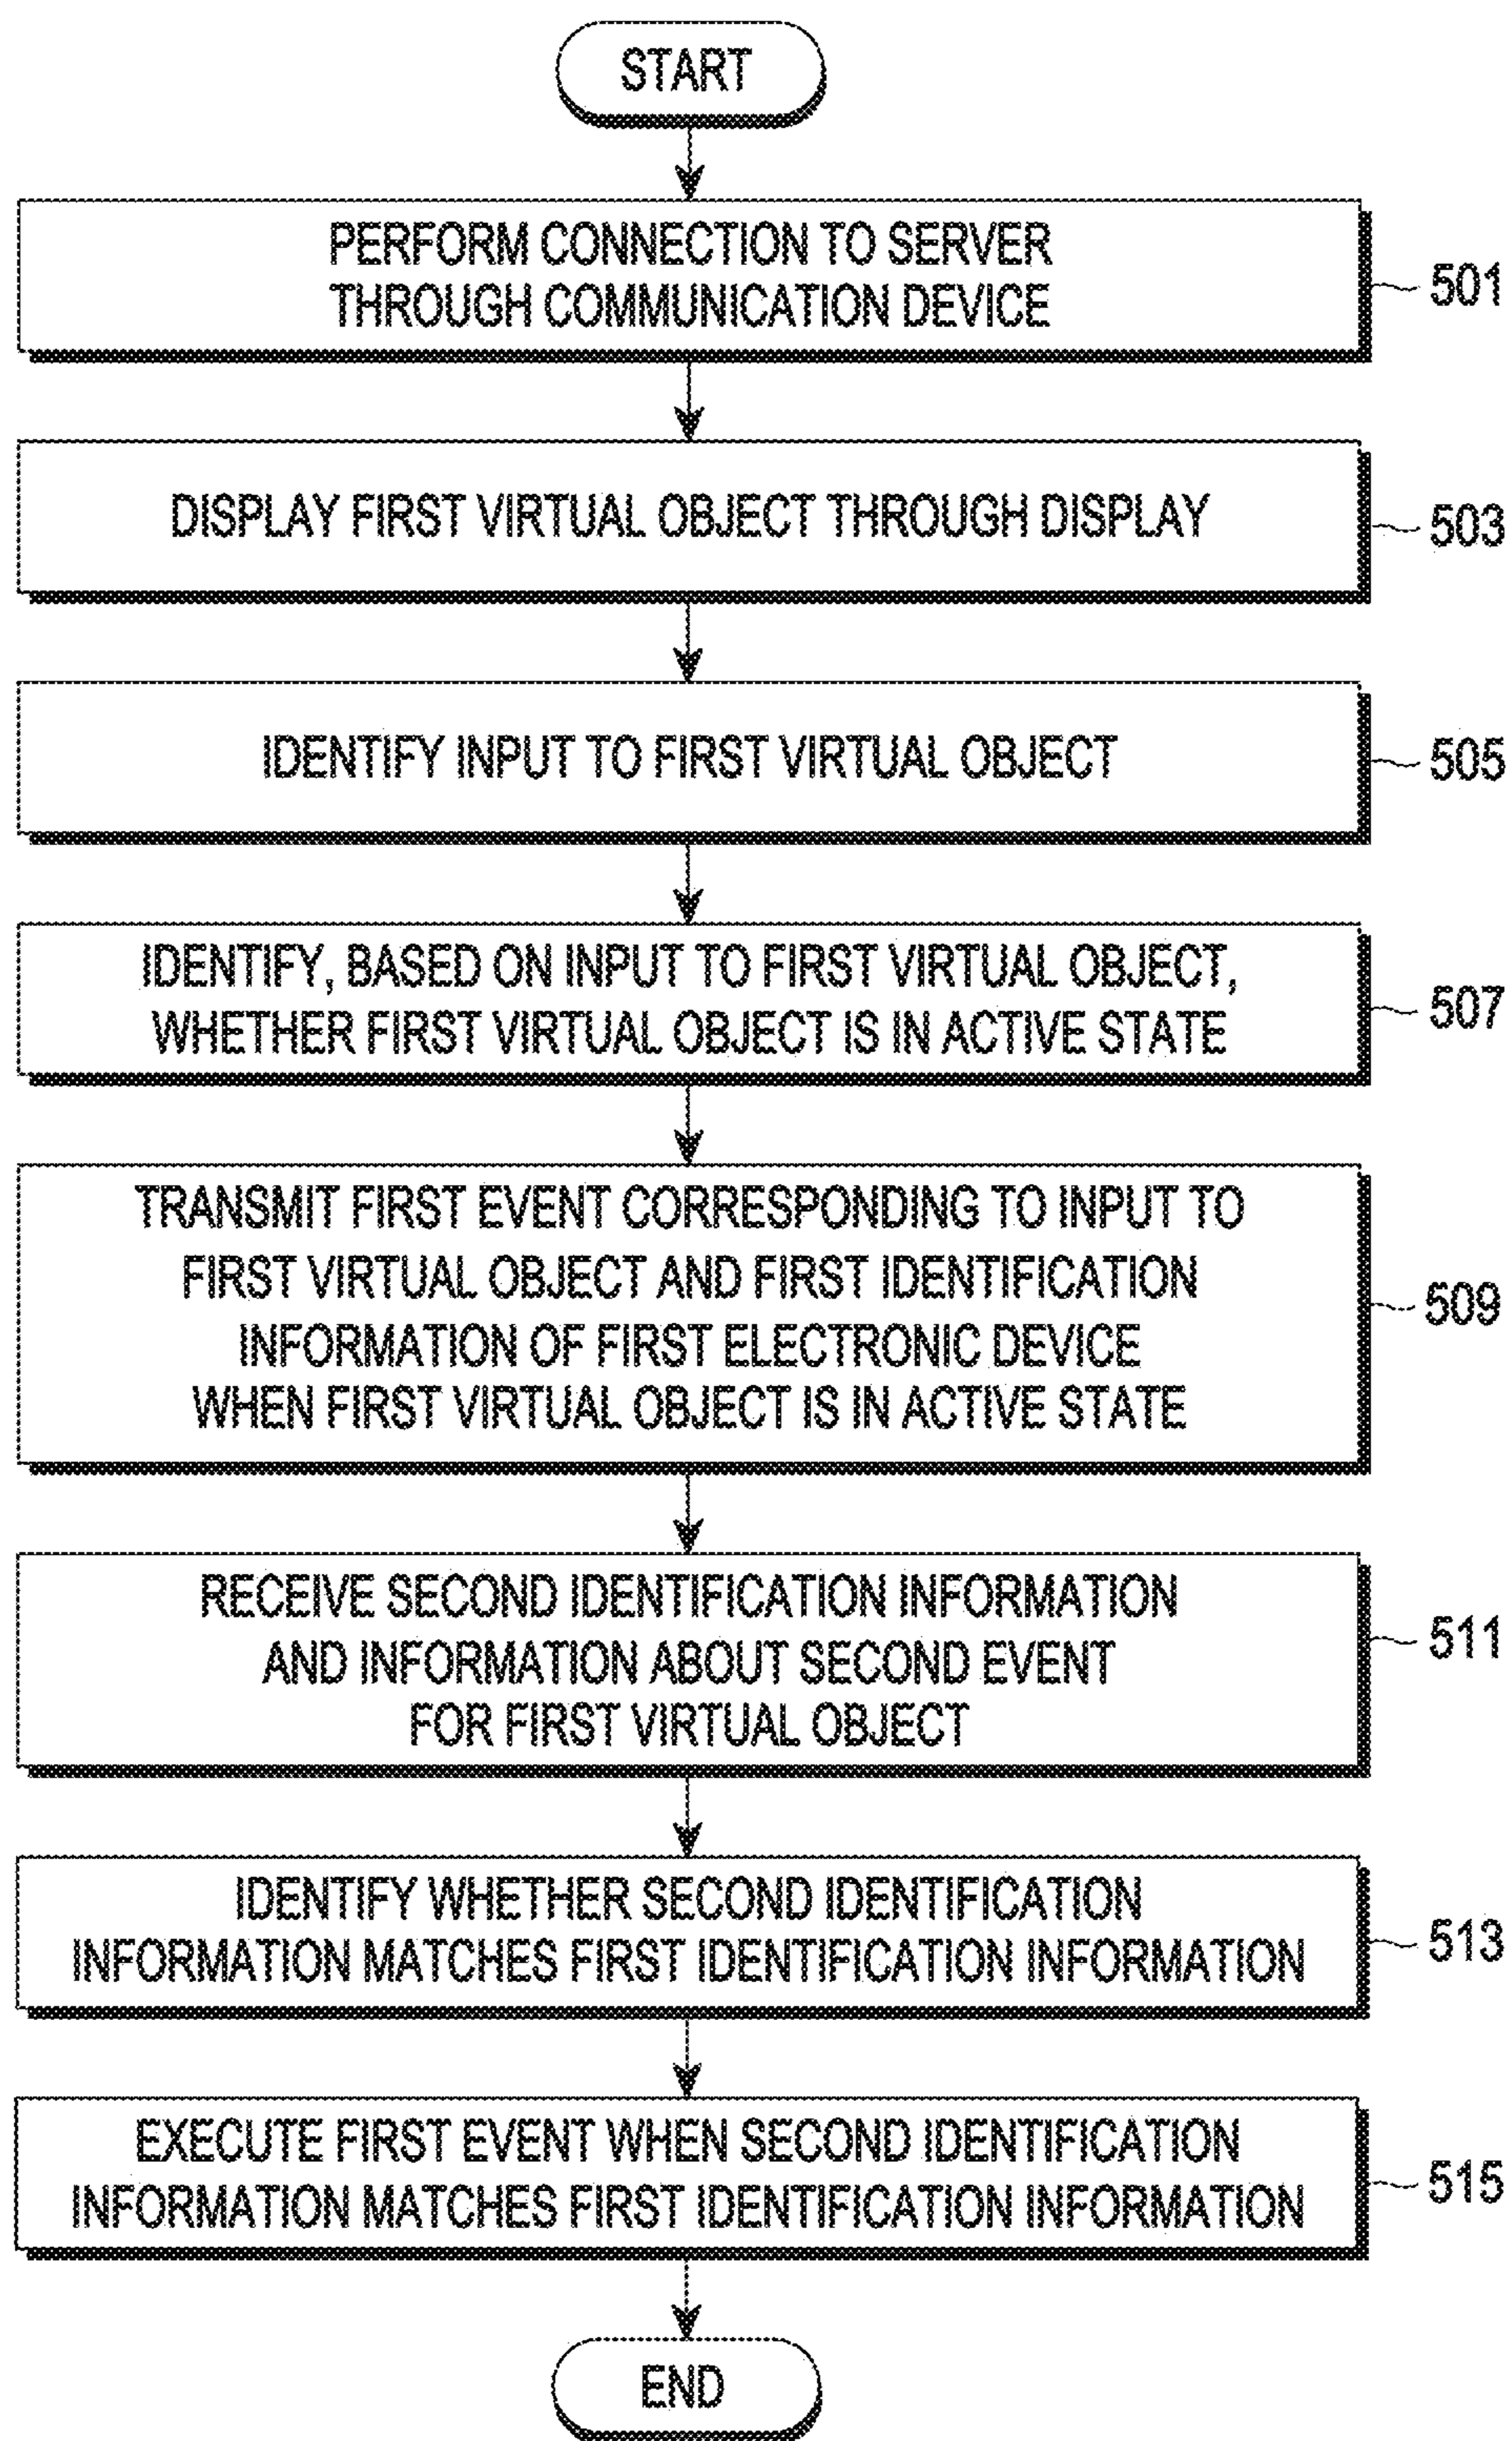 START
PERFORM CONNECTION TO SERVER
THROUGH COMMUNICATION DEVICE
501
DISPLAY FIRST VIRTUAL OBJECT THROUGH DISPLAY
503
IDENTIFY INPUT TO FIRST VIRTUAL OBJECT
505
IDENTIFY, BASED ON INPUT TO FIRST VIRTUAL OBJECT,
WHETHER FIRST VIRTUAL OBJECT IS IN ACTIVE STATE
507
TRANSMIT FIRST EVENT CORRESPONDING TO INPUT TO
FIRST VIRTUAL OBJECT AND FIRST IDENTIFICATION
INFORMATION OF FIRST ELECTRONIC DEVICE
WHEN FIRST VIRTUAL OBJECT IS IN ACTIVE STATE
509
RECEIVE SECOND IDENTIFICATION INFORMATION
AND INFORMATION ABOUT SECOND EVENT
FOR FIRST VIRTUAL OBJECT
511
IDENTIFY WHETHER SECOND IDENTIFICATION
INFORMATION MATCHES FIRST IDENTIFICATION INFORMATION
513
EXECUTE FIRST EVENT WHEN SECOND IDENTIFICATION
INFORMATION MATCHES FIRST IDENTIFICATION INFORMATION
515
END